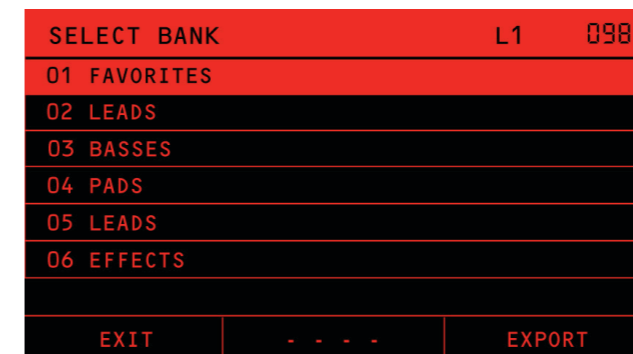 SELECT BANK L1 098
01 FAVORITES
02 LEADS
03 BASSES
04 PADS
05 LEADS
06 EFFECTS
EXIT - - - - EXPORT